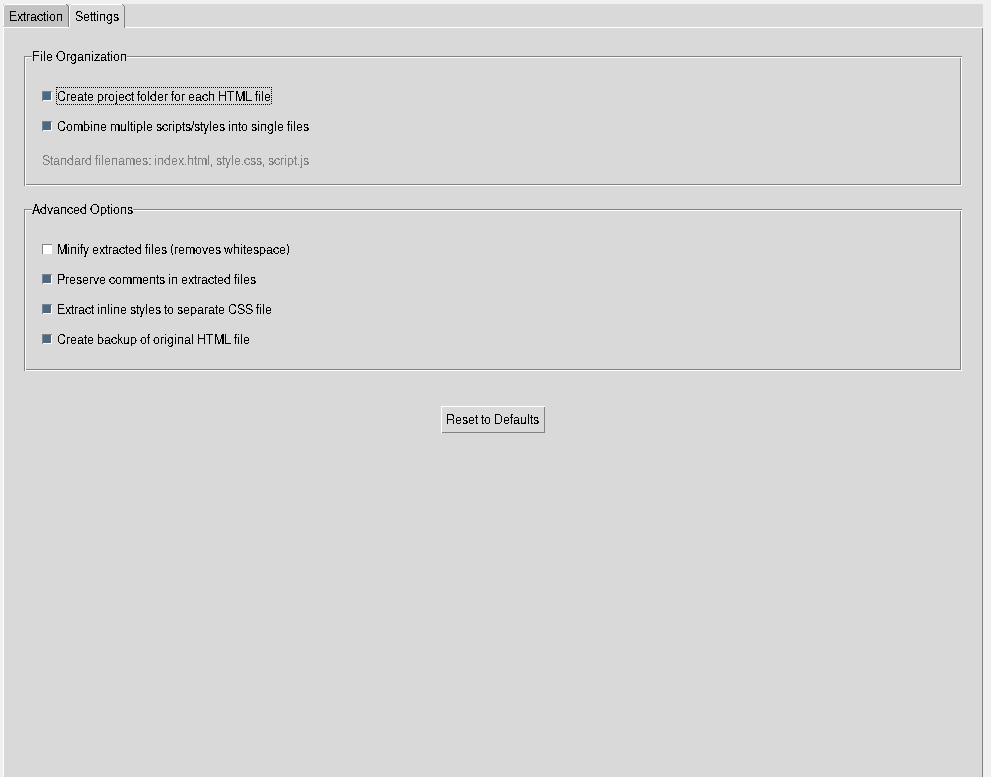 Extraction Settings
File Organization
Create project folder for each HTML file
Combine multiple scripts/styles into single files
Standard filenames: index.html, style.css, script.js
Advanced Options
Minify extracted files (removes whitespace)
Preserve comments in extracted files
Extract inline styles to separate CSS file
Create backup of original HTML file
Reset to Defaults